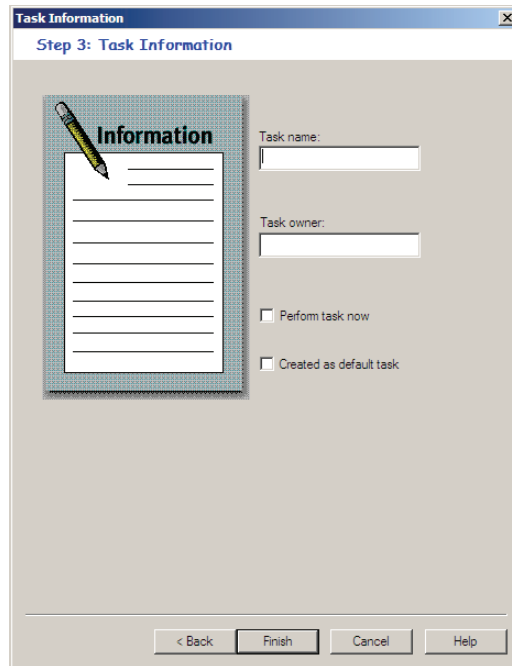 Task Information
Step 3: Task Information
Information
Task name:
Task owner:
Perform task now
Created as default task
< Back Finish Cancel Help